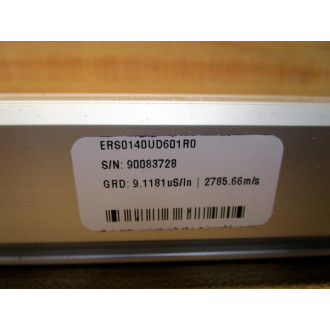 ERS0140UD601R0
S/N: 90083728
GRD: 9.1181uS/In | 2785.66m/s